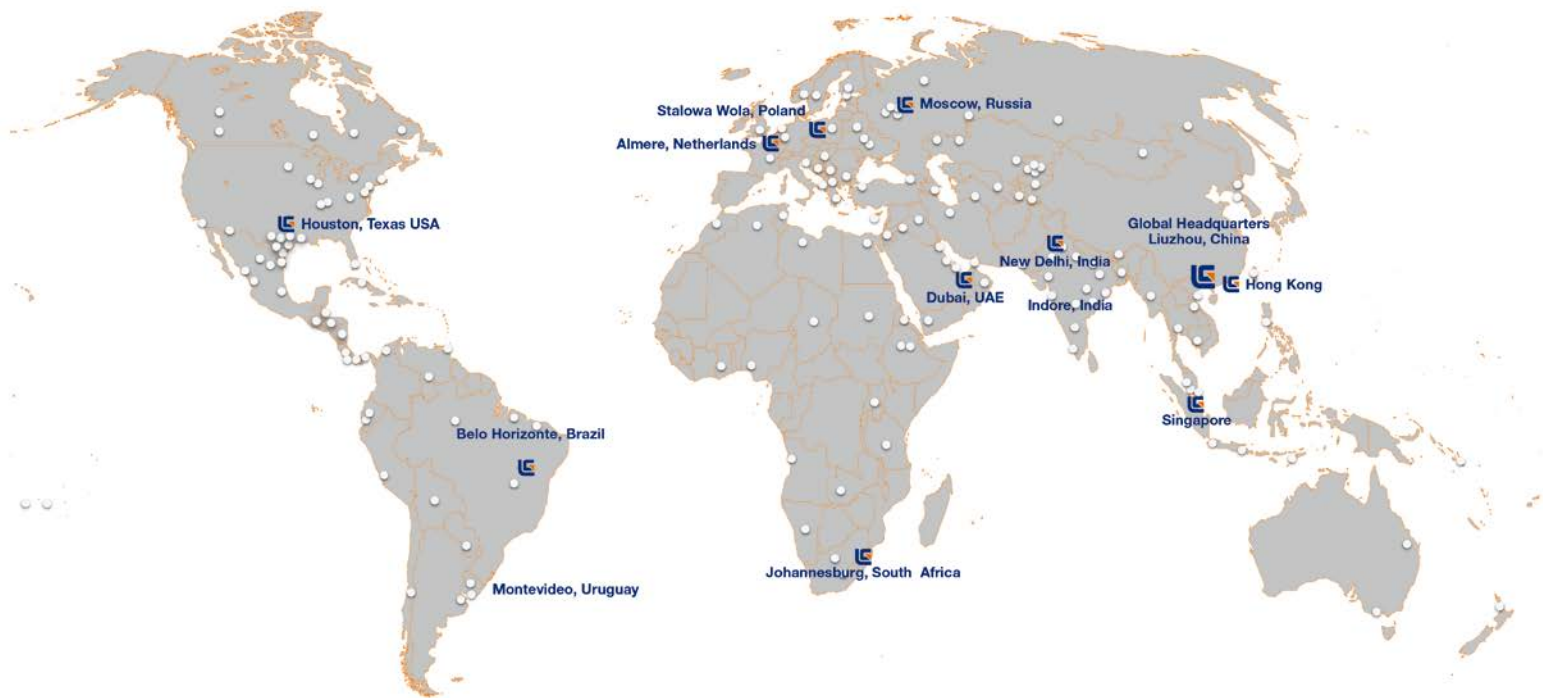 Moscow, Russia
Stalowa Wola, Poland
Almere, Netherlands
Houston, Texas USA
Global Headquarters
Liuzhou, China
New Delhi, India
Hong Kong
Dubai, UAE
Indore, India
Singapore
Belo Horizonte, Brazil
Johannesburg, South Africa
Montevideo, Uruguay